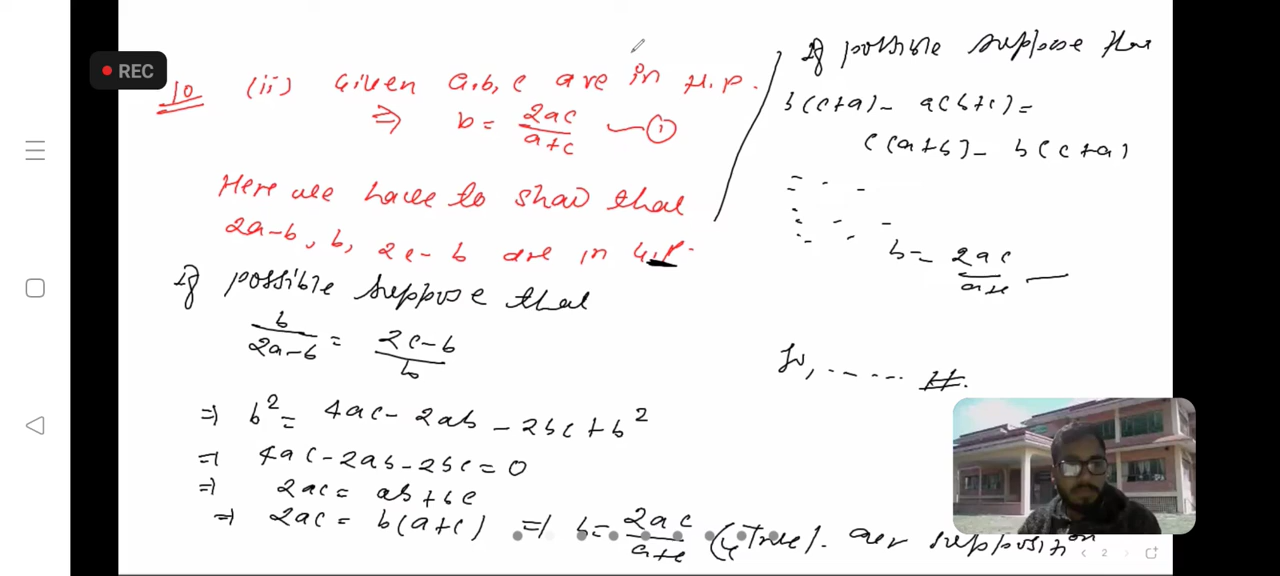 REC
10 (ii) Given a,b, c are in H.P.
⇒ b = 2ac/a+c — ①
Here we have to show that
2a-b, b, 2c-b are in G.P.
If possible suppose that
b/2a-b = 2c-b/b
⇒ b² = 4ac - 2ab - 2bc + b²
⇒ 4ac - 2ab - 2bc = 0
⇒ 2ac = ab + bc
⇒ 2ac = b(a+c) ⇒ b = 2ac/a+c (True). our supposition
If possible suppose that
b(c+a) - a(b+c) =
c(a+b) - b(c+a)
b = 2ac/a+c —
So, ...... #.
2